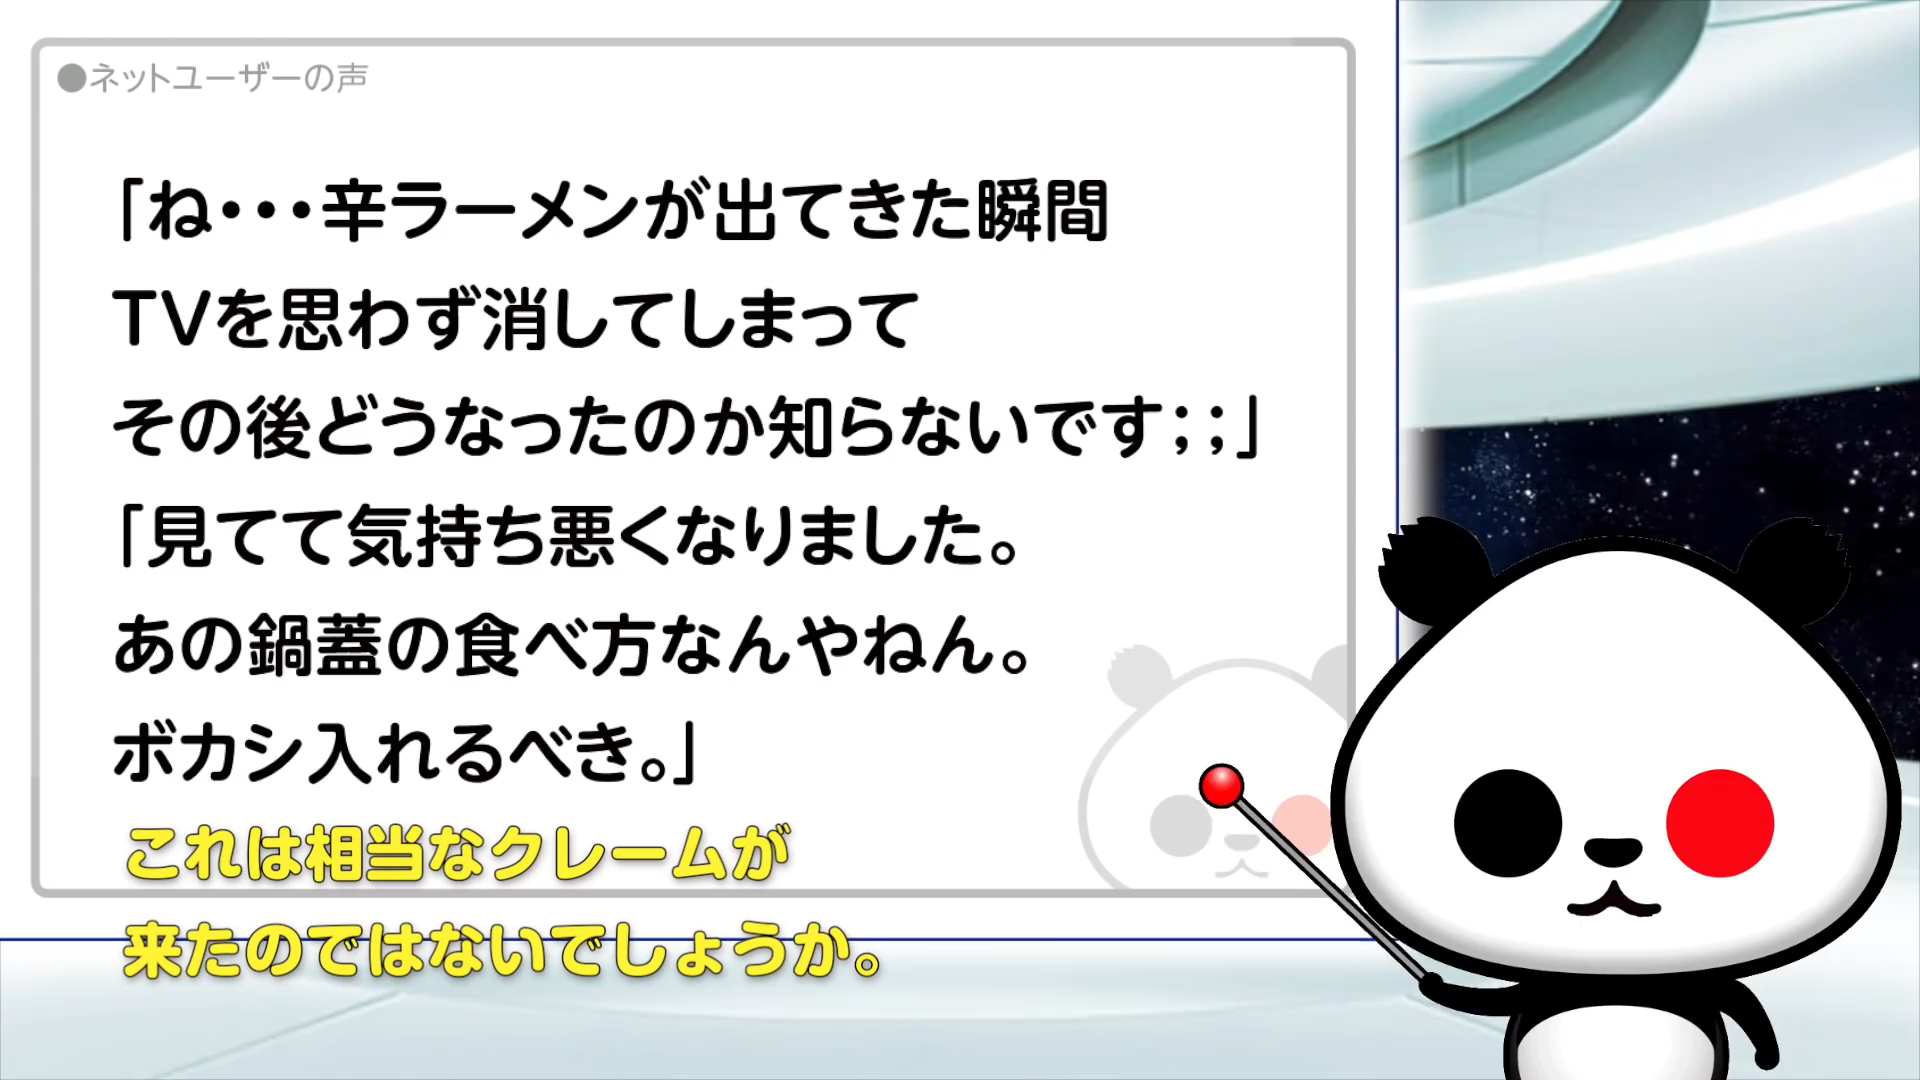 ●ネットユーザーの声
「ね・・・辛ラーメンが出てきた瞬間
TVを思わず消してしまって
その後どうなったのか知らないです；；」
「見てて気持ち悪くなりました。
あの鍋蓋の食べ方なんやねん。
ボカシ入れるべき。」
これは相当なクレームが
来たのではないでしょうか。